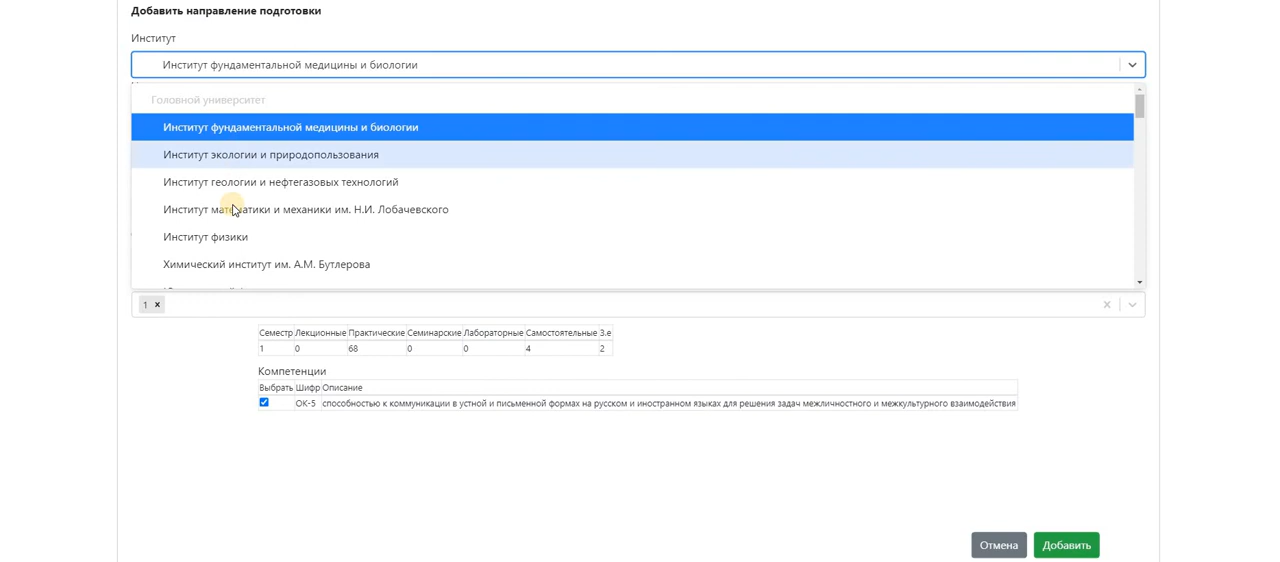 Добавить направление подготовки
Институт
Институт фундаментальной медицины и биологии
Головной университет
Институт фундаментальной медицины и биологии
Институт экологии и природопользования
Институт геологии и нефтегазовых технологий
Институт математики и механики им. Н.И. Лобачевского
Институт физики
Химический институт им. А.М. Бутлерова
1 ×
Семестр Лекционные Практические Семинарские Лабораторные Самостоятельные З.е
1 0 68 0 0 4 2
Компетенции
Выбрать Шифр Описание
ОК-5 способностью к коммуникации в устной и письменной формах на русском и иностранном языках для решения задач межличностного и межкультурного взаимодействия
Отмена Добавить